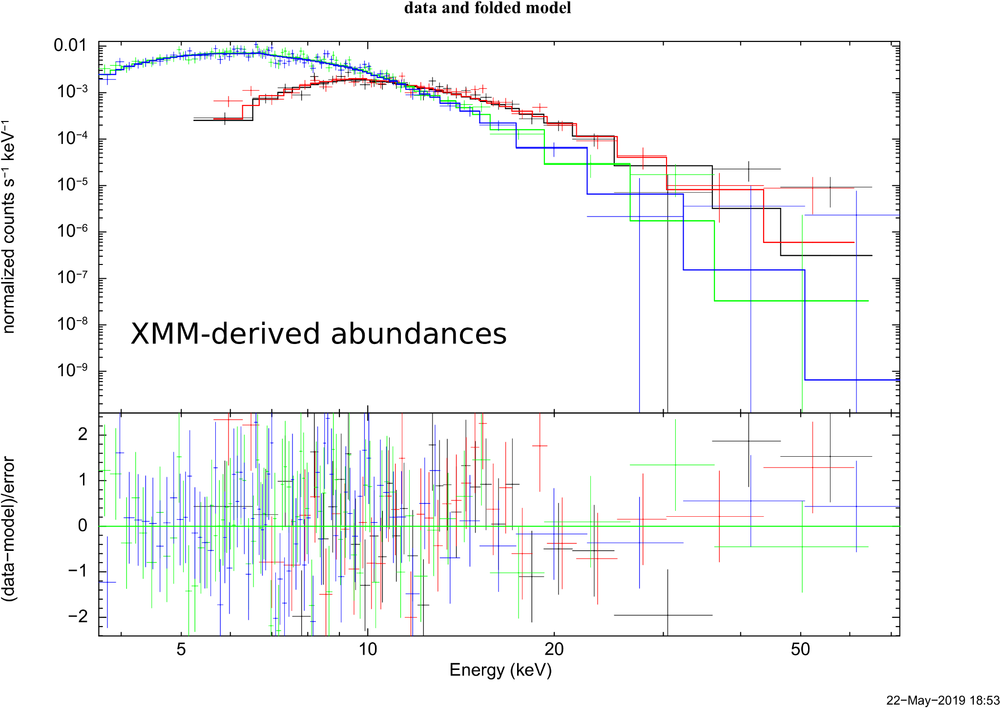 data and folded model
normalized counts s⁻¹ keV⁻¹
0.01
10⁻³
10⁻⁴
10⁻⁵
10⁻⁶
10⁻⁷
10⁻⁸
10⁻⁹
XMM-derived abundances
(data−model)/error
2
1
0
−1
−2
5 10 20 50
Energy (keV)
22−May−2019 18:53